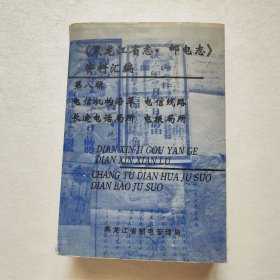 《黑龙江省志·邮电志》
资料汇编
第八辑
电信机构沿革 电信线路
长途电话局所 电报局所
DIAN XIN JI GOU YAN GE
DIAN XIN XIAN LU
CHANG TU DIAN HUA JU SUO
DIAN BAO JU SUO
黑龙江省邮电管理局